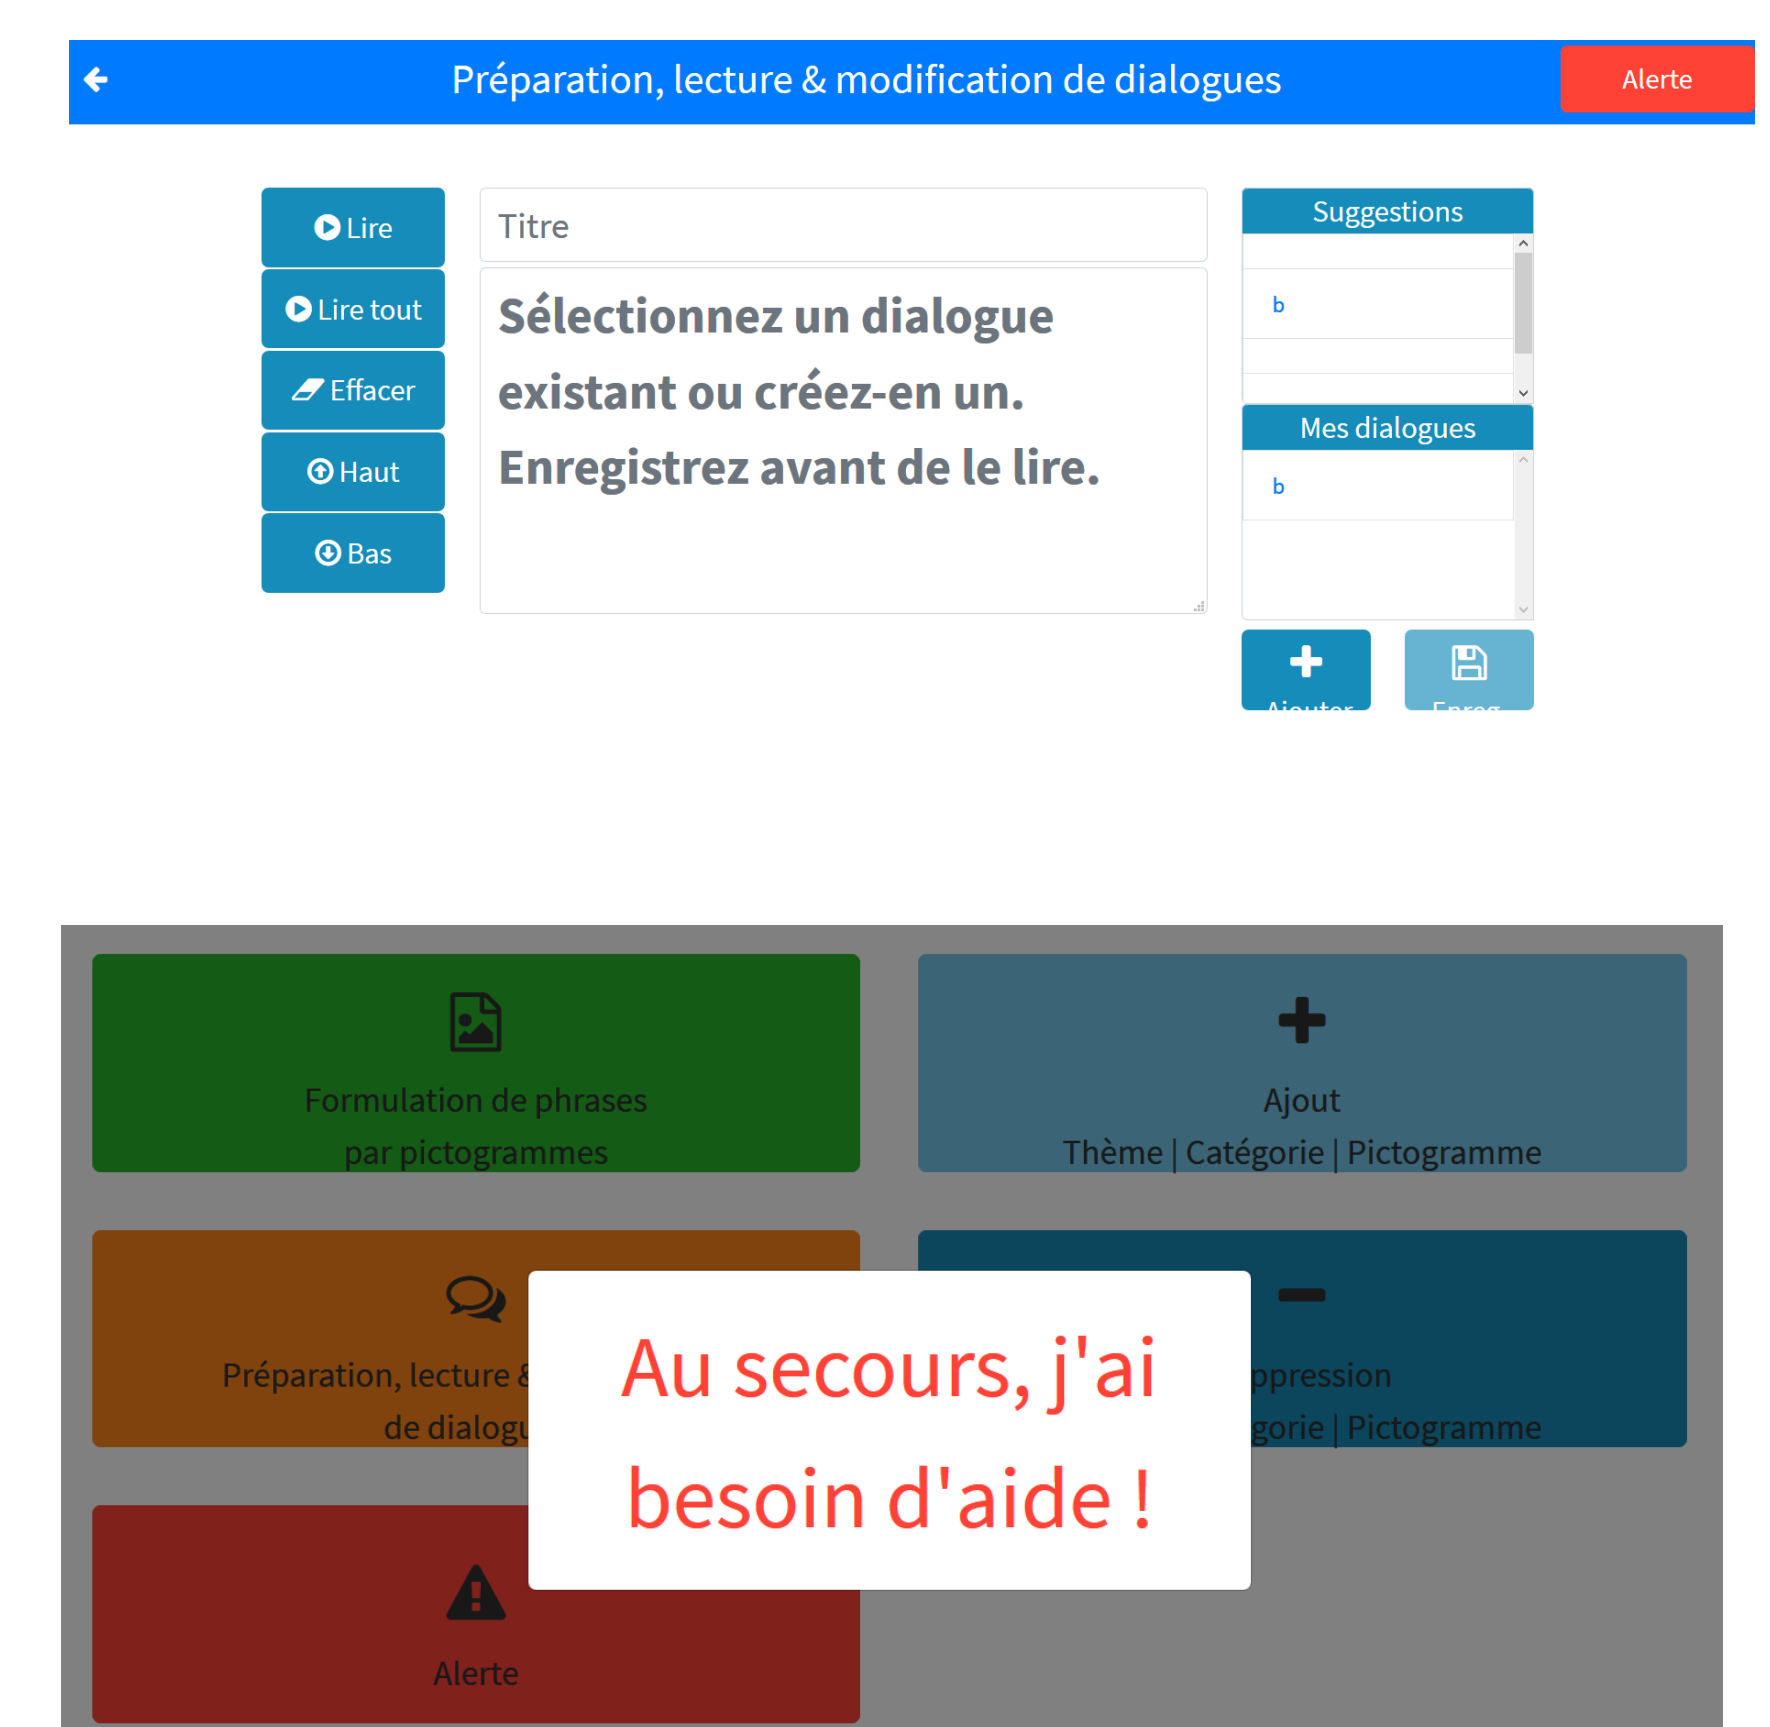 Préparation, lecture & modification de dialogues
Alerte
Lire
Lire tout
Effacer
Haut
Bas
Titre
Sélectionnez un dialogue
existant ou créez-en un.
Enregistrez avant de le lire.
Suggestions
b
Mes dialogues
b
Ajouter
Enreg.
Formulation de phrases
par pictogrammes
Ajout
Thème | Catégorie | Pictogramme
Préparation, lecture &
de dialogu
ppression
gorie | Pictogramme
Au secours, j'ai
besoin d'aide !
Alerte